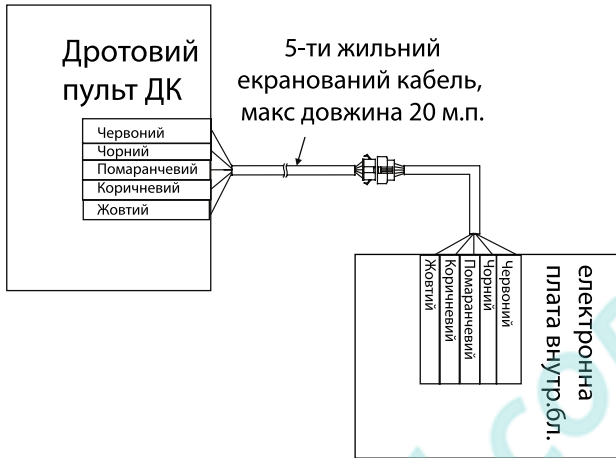 Дротовий
пульт ДК
5-ти жильний
екранований кабель,
макс довжина 20 м.п.
Червоний
Чорний
Помаранчевий
Коричневий
Жовтий
Жовтий
Коричневий
Помаранчевий
Чорний
Червоний
електронна
плата внутр.бл.